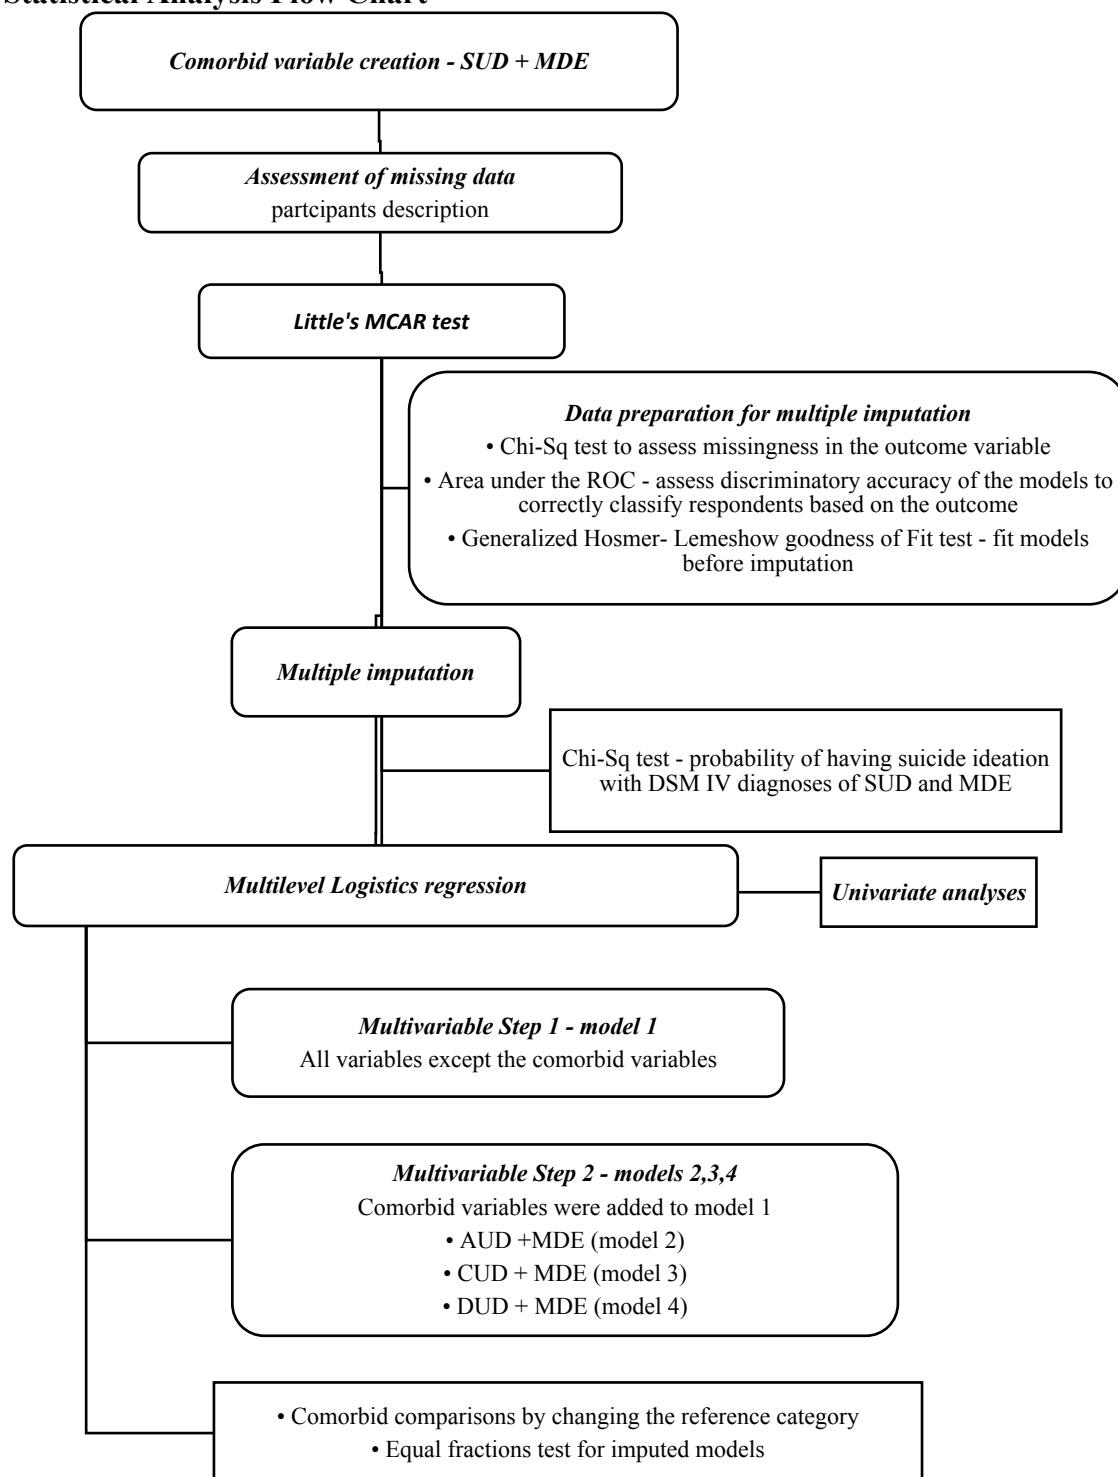 Statistical Analysis Flow Chart
Comorbid variable creation - SUD + MDE
Assessment of missing data
partcipants description
Little's MCAR test
Data preparation for multiple imputation
• Chi-Sq test to assess missingness in the outcome variable
• Area under the ROC - assess discriminatory accuracy of the models to
correctly classify respondents based on the outcome
• Generalized Hosmer- Lemeshow goodness of Fit test - fit models
before imputation
Multiple imputation
Chi-Sq test - probability of having suicide ideation
with DSM IV diagnoses of SUD and MDE
Multilevel Logistics regression
Univariate analyses
Multivariable Step 1 - model 1
All variables except the comorbid variables
Multivariable Step 2 - models 2,3,4
Comorbid variables were added to model 1
• AUD +MDE (model 2)
• CUD + MDE (model 3)
• DUD + MDE (model 4)
• Comorbid comparisons by changing the reference category
• Equal fractions test for imputed models